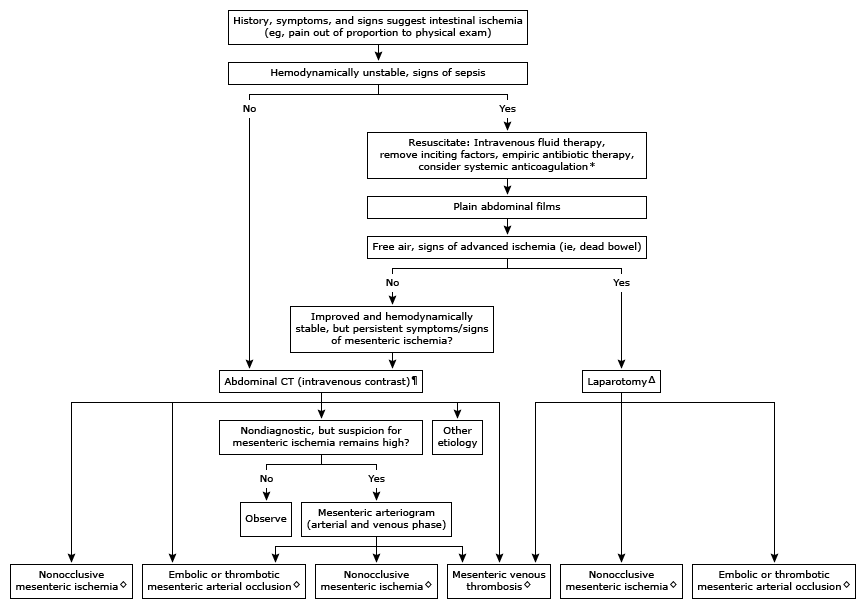 History, symptoms, and signs suggest intestinal ischemia
(eg, pain out of proportion to physical exam)
Hemodynamically unstable, signs of sepsis
No
Yes
Resuscitate: Intravenous fluid therapy,
remove inciting factors, empiric antibiotic therapy,
consider systemic anticoagulation*
Plain abdominal films
Free air, signs of advanced ischemia (ie, dead bowel)
No
Yes
Improved and hemodynamically
stable, but persistent symptoms/signs
of mesenteric ischemia?
Abdominal CT (intravenous contrast)¶
LaparotomyΔ
Nondiagnostic, but suspicion for
mesenteric ischemia remains high?
Other
etiology
No
Yes
Observe
Mesenteric arteriogram
(arterial and venous phase)
Nonocclusive
mesenteric ischemia◊
Embolic or thrombotic
mesenteric arterial occlusion◊
Nonocclusive
mesenteric ischemia◊
Mesenteric venous
thrombosis◊
Nonocclusive
mesenteric ischemia◊
Embolic or thrombotic
mesenteric arterial occlusion◊